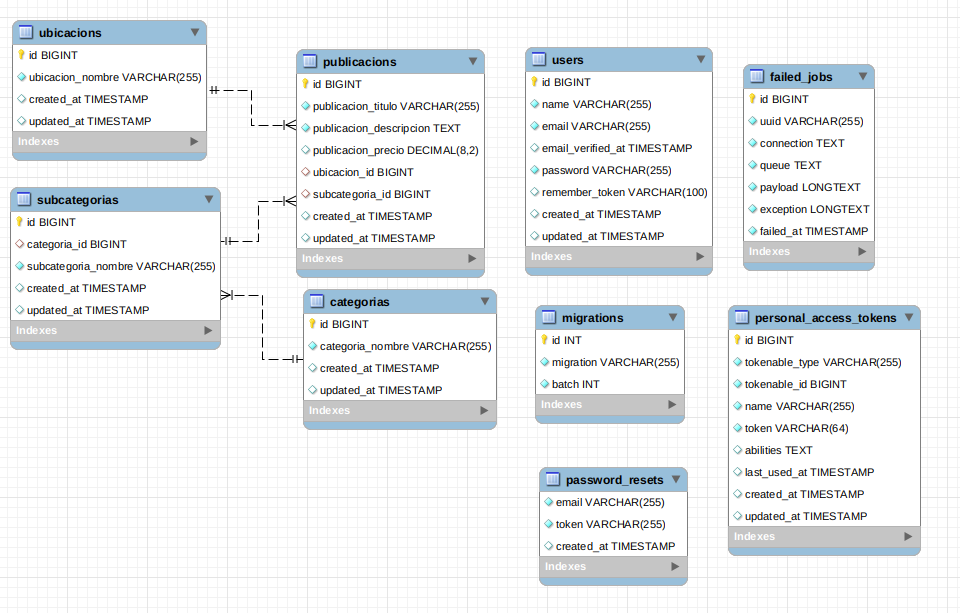 ubicacions
id BIGINT
ubicacion_nombre VARCHAR(255)
created_at TIMESTAMP
updated_at TIMESTAMP
Indexes
subcategorias
id BIGINT
categoria_id BIGINT
subcategoria_nombre VARCHAR(255)
created_at TIMESTAMP
updated_at TIMESTAMP
Indexes
publicacions
id BIGINT
publicacion_titulo VARCHAR(255)
publicacion_descripcion TEXT
publicacion_precio DECIMAL(8,2)
ubicacion_id BIGINT
subcategoria_id BIGINT
created_at TIMESTAMP
updated_at TIMESTAMP
Indexes
categorias
id BIGINT
categoria_nombre VARCHAR(255)
created_at TIMESTAMP
updated_at TIMESTAMP
Indexes
users
id BIGINT
name VARCHAR(255)
email VARCHAR(255)
email_verified_at TIMESTAMP
password VARCHAR(255)
remember_token VARCHAR(100)
created_at TIMESTAMP
updated_at TIMESTAMP
Indexes
failed_jobs
id BIGINT
uuid VARCHAR(255)
connection TEXT
queue TEXT
payload LONGTEXT
exception LONGTEXT
failed_at TIMESTAMP
Indexes
migrations
id INT
migration VARCHAR(255)
batch INT
Indexes
personal_access_tokens
id BIGINT
tokenable_type VARCHAR(255)
tokenable_id BIGINT
name VARCHAR(255)
token VARCHAR(64)
abilities TEXT
last_used_at TIMESTAMP
created_at TIMESTAMP
updated_at TIMESTAMP
Indexes
password_resets
email VARCHAR(255)
token VARCHAR(255)
created_at TIMESTAMP
Indexes